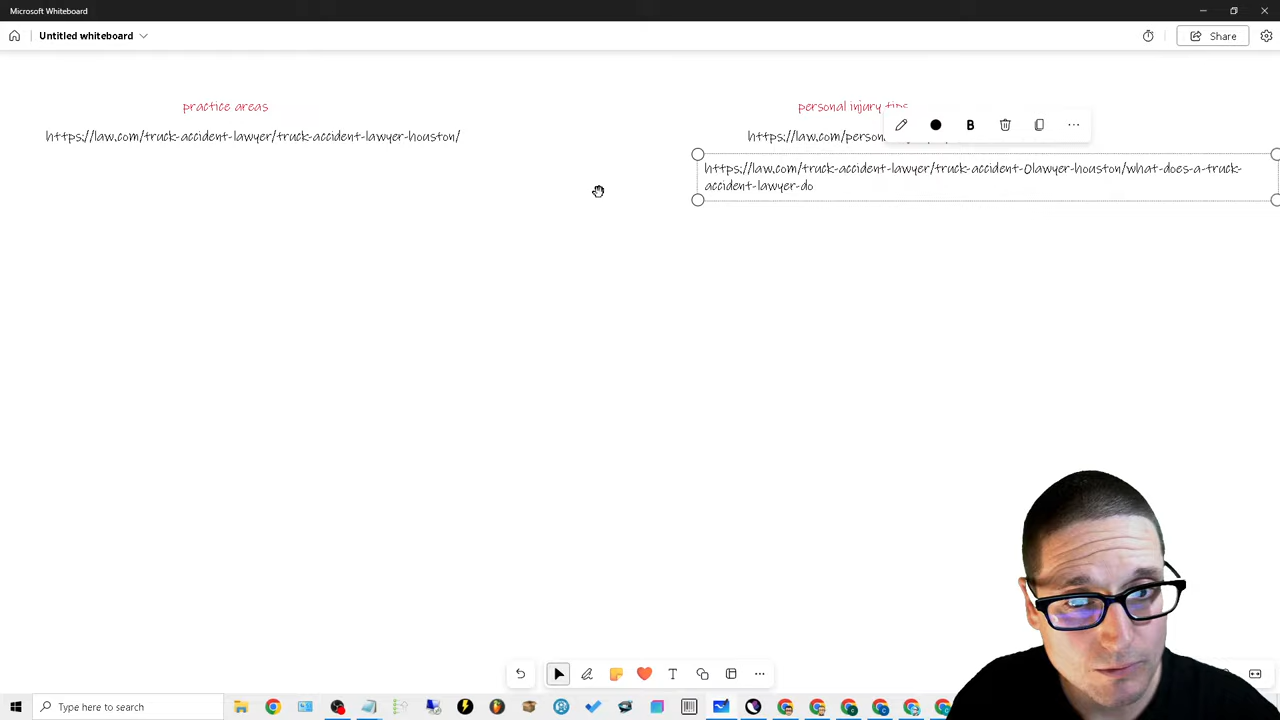 Microsoft Whiteboard
Untitled whiteboard
Share
practice areas
personal injury tips
https://law.com/truck-accident-lawyer/truck-accident-lawyer-houston/
https://law.com/person
B
https://law.com/truck-accident-lawyer/truck-accident-0lawyer-houston/what-does-a-truck-
accident-lawyer-do
T
Type here to search